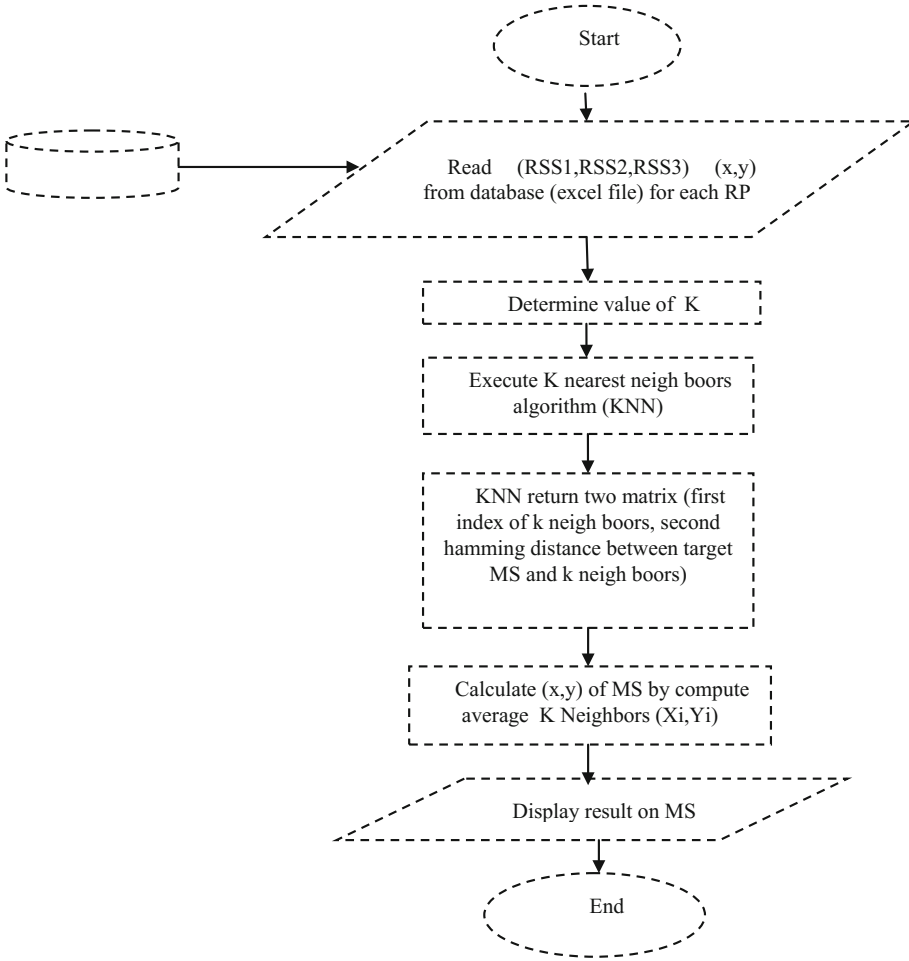 Start
Read (RSS1,RSS2,RSS3) (x,y)
from database (excel file) for each RP
Determine value of K
Execute K nearest neigh boors
algorithm (KNN)
KNN return two matrix (first
index of k neigh boors, second
hamming distance between target
MS and k neigh boors)
Calculate (x,y) of MS by compute
average K Neighbors (Xi,Yi)
Display result on MS
End